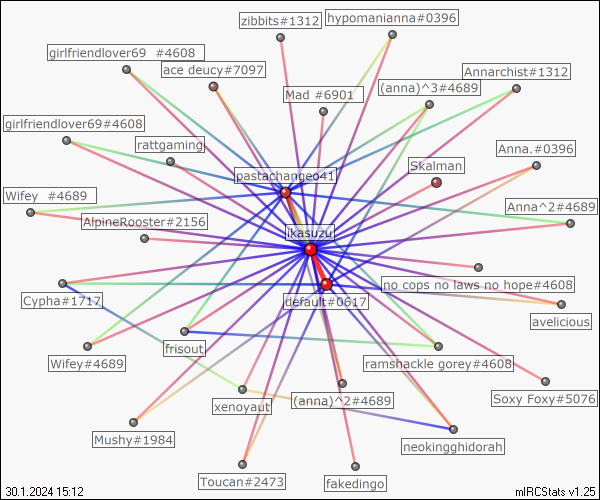 zibbits#1312
hypomanianna#0396
girlfriendlover69  #4608
ace deucy#7097
Annarchist#1312
Mad #6901
(anna)^3#4689
girlfriendlover69#4608
rattgaming
Anna.#0396
pastachangeo41
Skalman
Wifey  #4689
Anna^2#4689
AlpineRooster#2156
ikasuzu
no cops no laws no hope#4608
Cypha#1717
default#0617
avelicious
Wifey#4689
frisout
ramshackle gorey#4608
xenoyaut
(anna)^2#4689
Soxy Foxy#5076
Mushy#1984
neokingghidorah
Toucan#2473
fakedingo
30.1.2024 15:12
mIRCStats v1.25